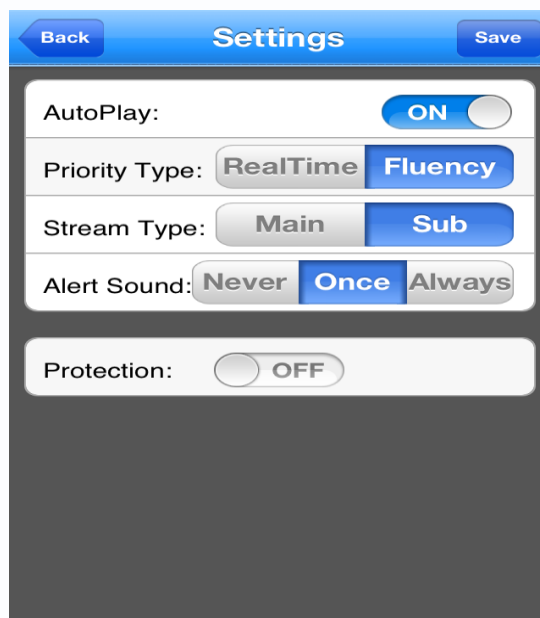 Back Settings Save
AutoPlay: ON
Priority Type: RealTime Fluency
Stream Type: Main Sub
Alert Sound: Never Once Always
Protection: OFF